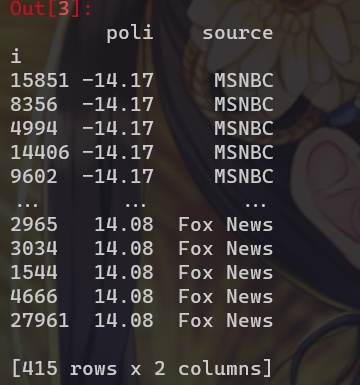 Out[3]:
poli source
i
15851 -14.17 MSNBC
8356 -14.17 MSNBC
4994 -14.17 MSNBC
14406 -14.17 MSNBC
9602 -14.17 MSNBC
... ... ...
2965 14.08 Fox News
3034 14.08 Fox News
1544 14.08 Fox News
4666 14.08 Fox News
27961 14.08 Fox News
[415 rows x 2 columns]